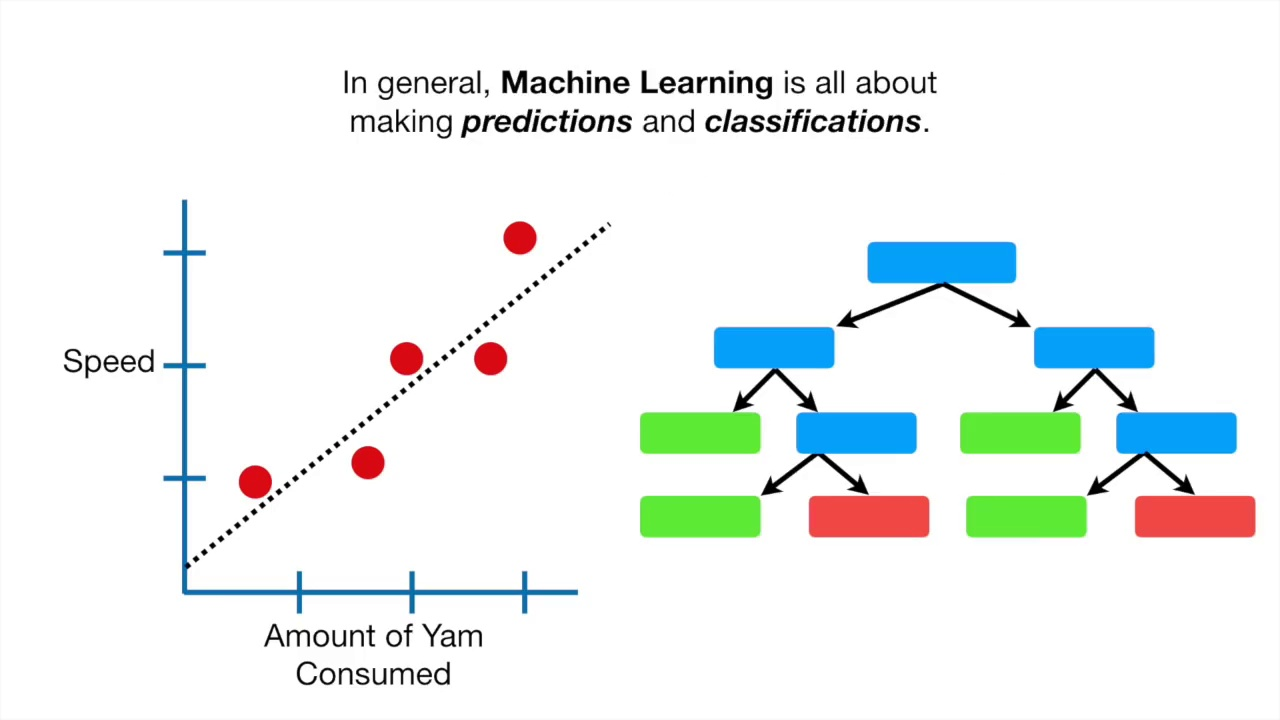 In general, Machine Learning is all about
making predictions and classifications.
Speed
Amount of Yam
Consumed